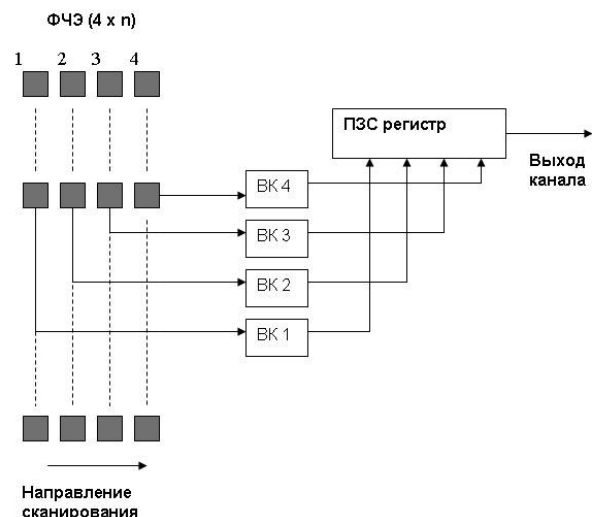 ФЧЭ (4 x n)
1 2 3 4
ПЗС регистр
Выход
канала
ВК 4
ВК 3
ВК 2
ВК 1
Направление
сканирования